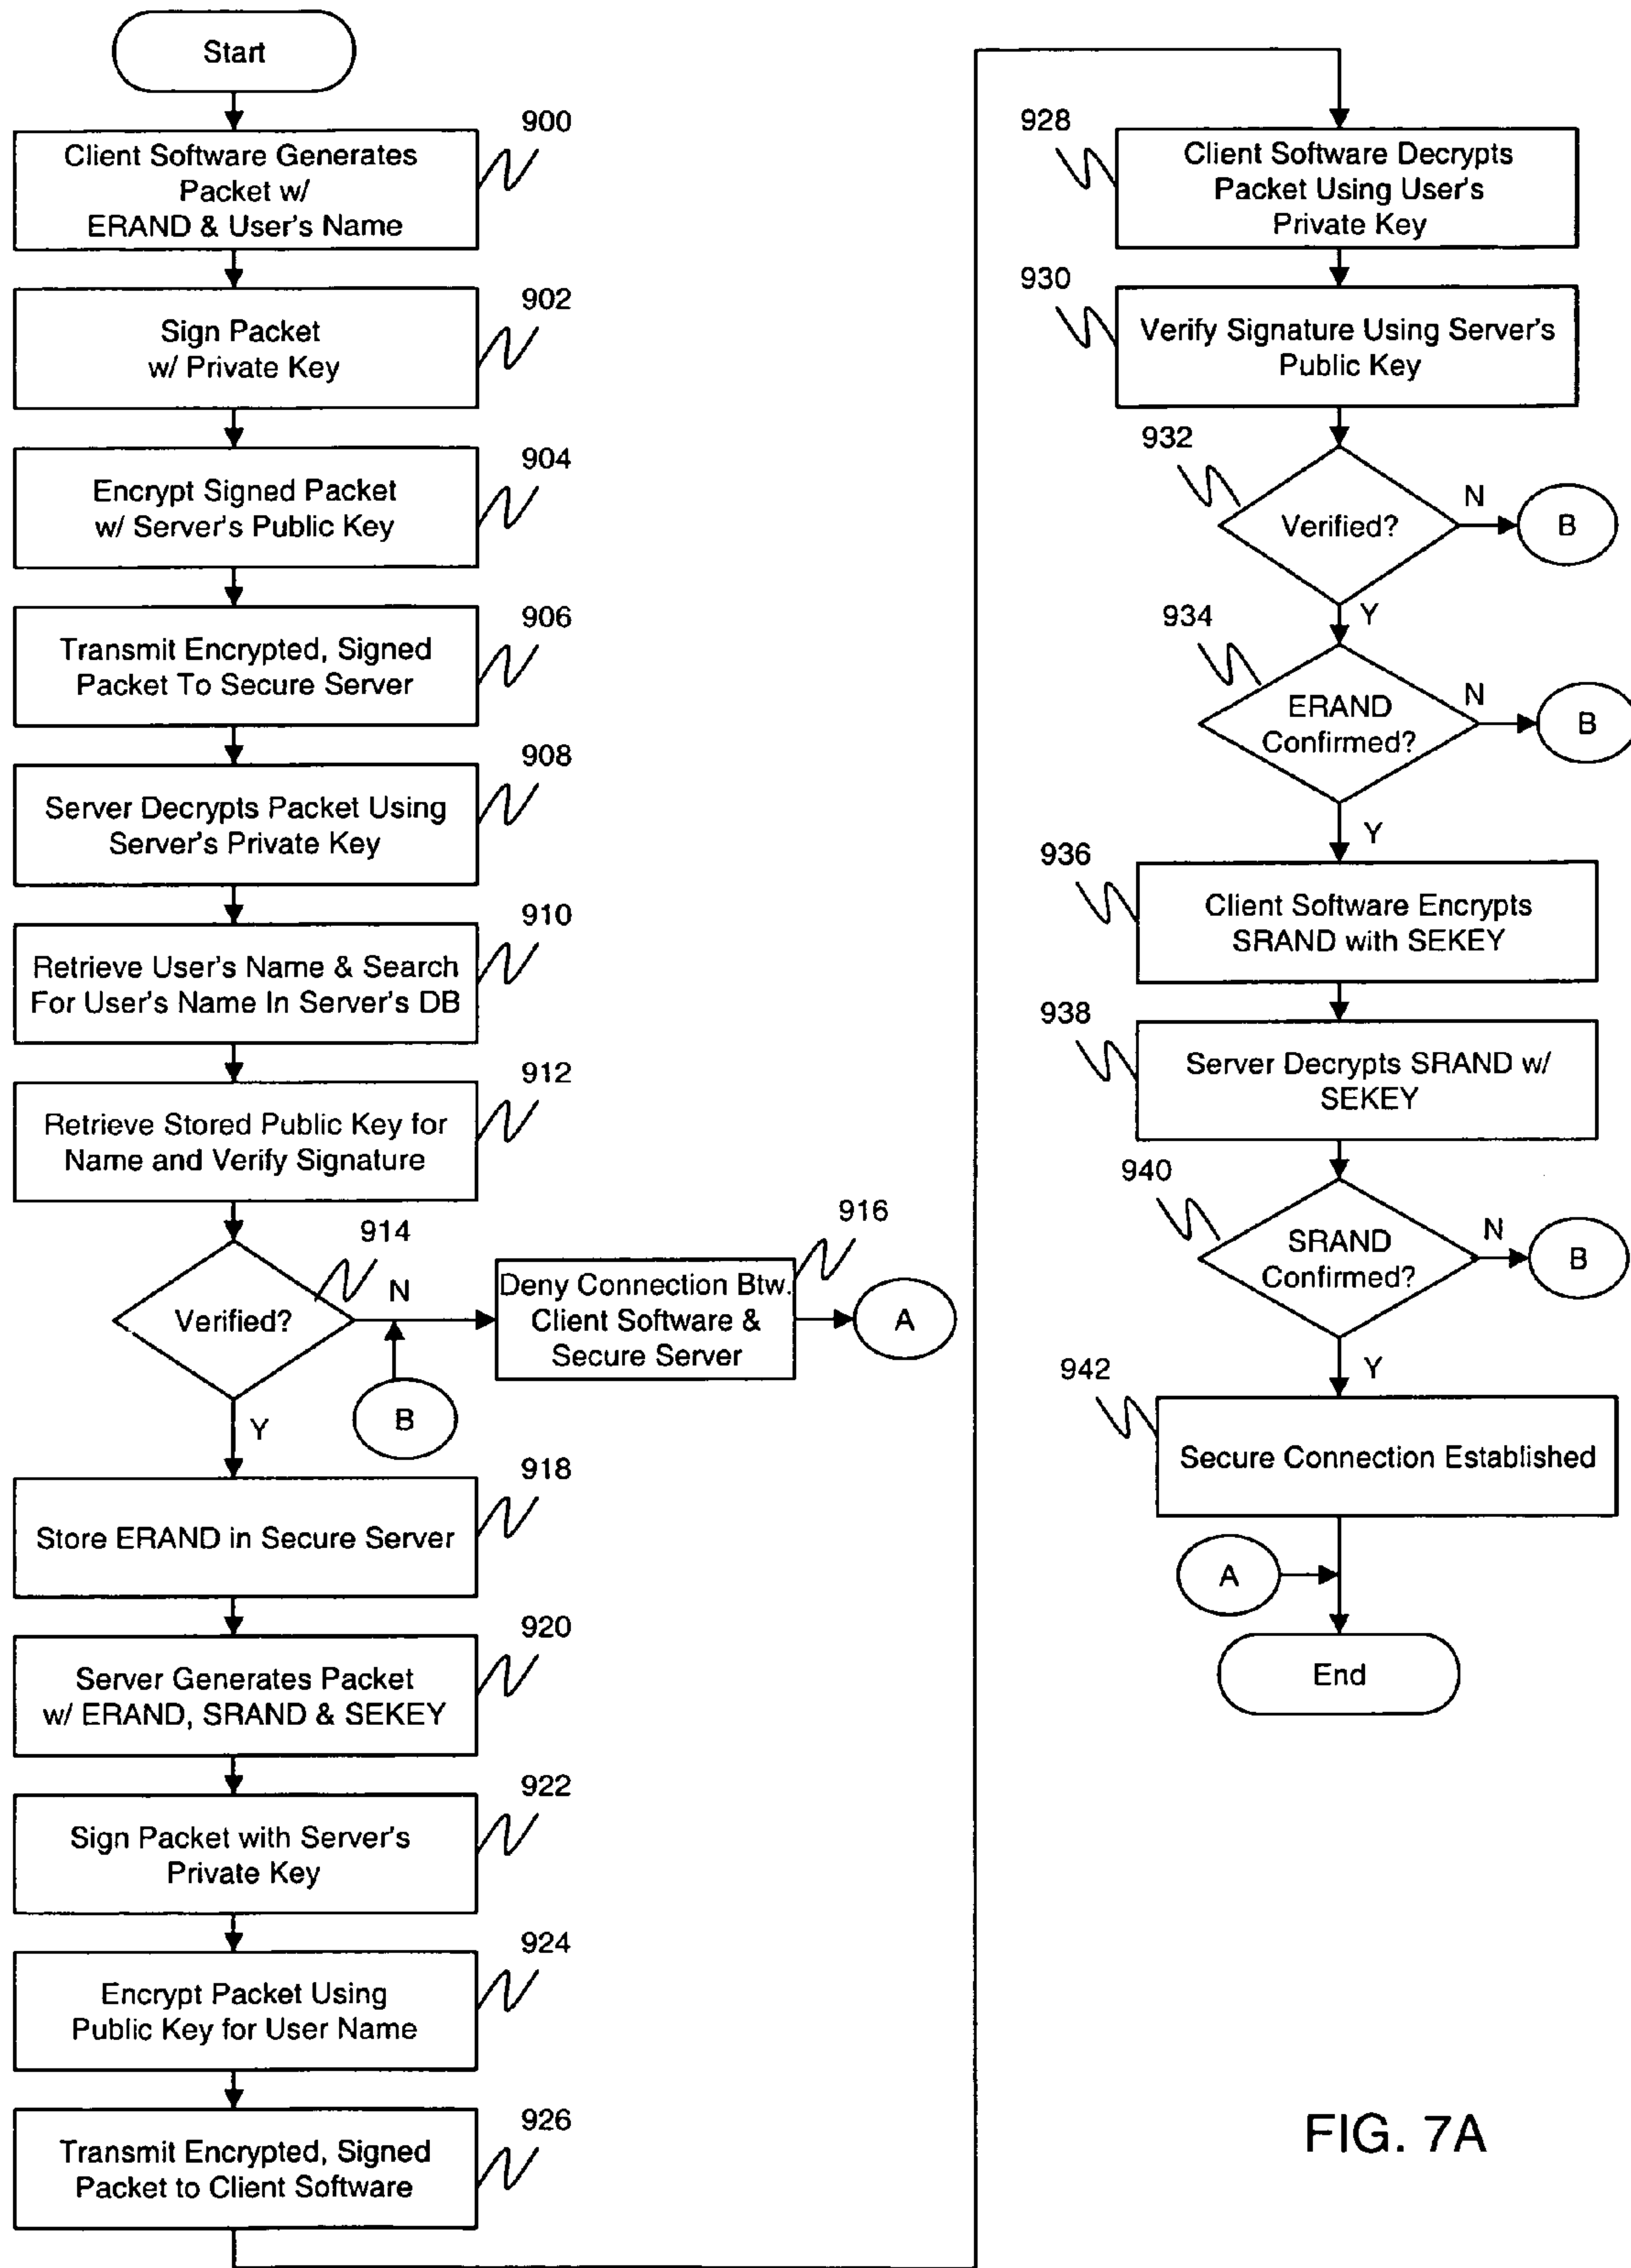 Start
900
Client Software Generates
Packet w/
ERAND & User's Name
902
Sign Packet
w/ Private Key
904
Encrypt Signed Packet
w/ Server's Public Key
906
Transmit Encrypted, Signed
Packet To Secure Server
908
Server Decrypts Packet Using
Server's Private Key
910
Retrieve User's Name & Search
For User's Name In Server's DB
912
Retrieve Stored Public Key for
Name and Verify Signature
914
Verified?
N
916
Deny Connection Btw.
Client Software &
Secure Server
A
B
Y
918
Store ERAND in Secure Server
920
Server Generates Packet
w/ ERAND, SRAND & SEKEY
922
Sign Packet with Server's
Private Key
924
Encrypt Packet Using
Public Key for User Name
926
Transmit Encrypted, Signed
Packet to Client Software
928
Client Software Decrypts
Packet Using User's
Private Key
930
Verify Signature Using Server's
Public Key
932
Verified?
N
B
Y
934
ERAND
Confirmed?
N
B
Y
936
Client Software Encrypts
SRAND with SEKEY
938
Server Decrypts SRAND w/
SEKEY
940
SRAND
Confirmed?
N
B
Y
942
Secure Connection Established
A
End
FIG. 7A